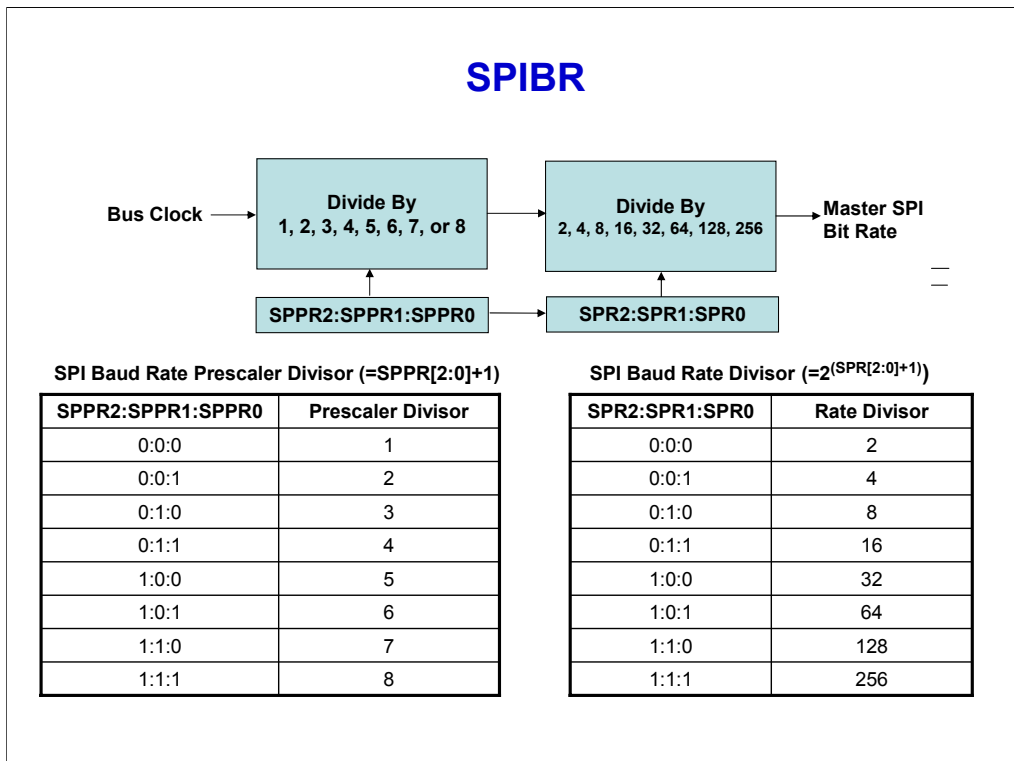 SPIBR
Bus Clock
Divide By
1, 2, 3, 4, 5, 6, 7, or 8
Divide By
2, 4, 8, 16, 32, 64, 128, 256
Master SPI
Bit Rate
SPPR2:SPPR1:SPPR0
SPR2:SPR1:SPR0
SPI Baud Rate Prescaler Divisor (=SPPR[2:0]+1)
SPPR2:SPPR1:SPPR0 Prescaler Divisor
0:0:0 1
0:0:1 2
0:1:0 3
0:1:1 4
1:0:0 5
1:0:1 6
1:1:0 7
1:1:1 8
SPI Baud Rate Divisor (=2^(SPR[2:0]+1))
SPR2:SPR1:SPR0 Rate Divisor
0:0:0 2
0:0:1 4
0:1:0 8
0:1:1 16
1:0:0 32
1:0:1 64
1:1:0 128
1:1:1 256